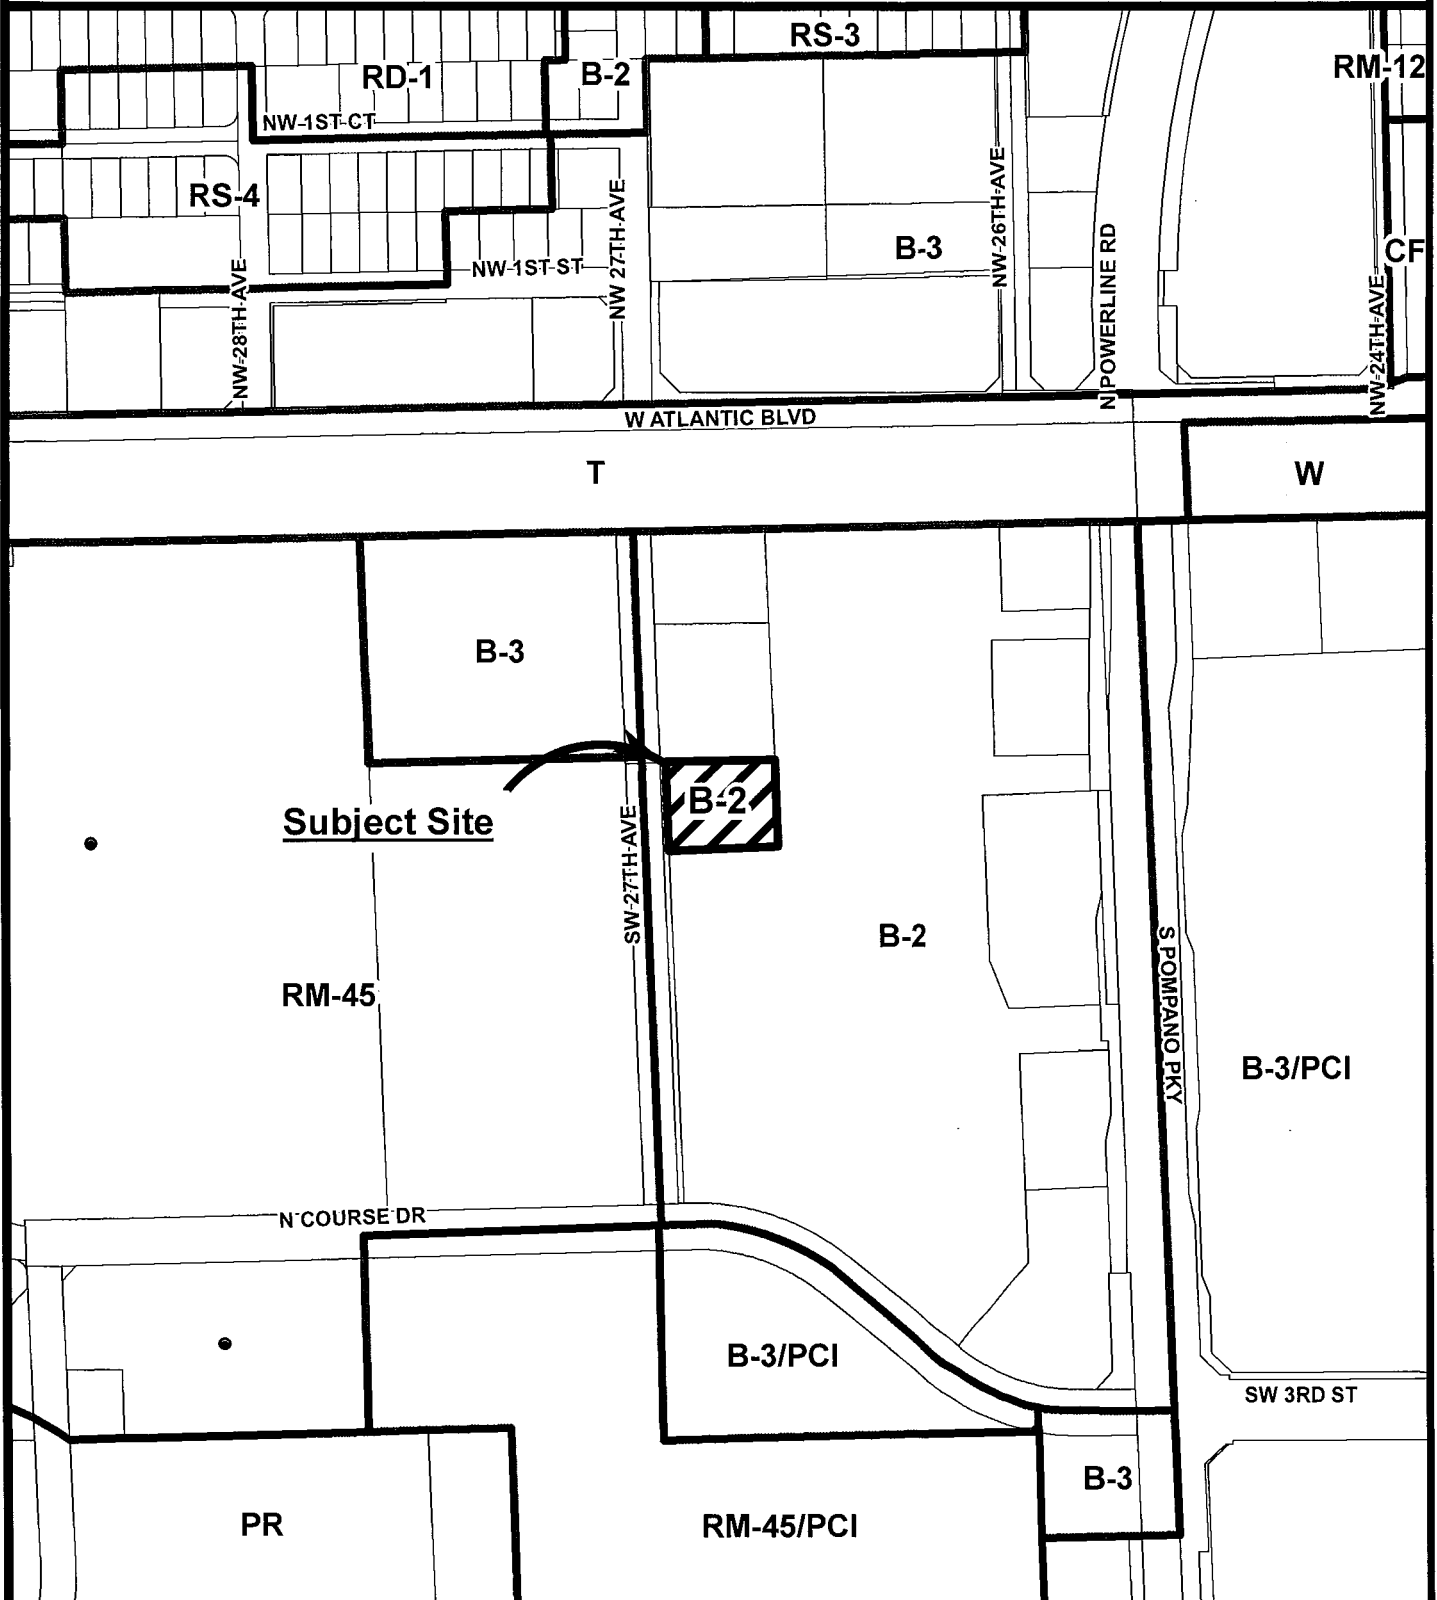 RS-3
RM-12
RD-1
B-2
NW 1ST CT
RS-4
NW 27TH AVE
NW 26TH AVE
B-3
N POWERLINE RD
CF
NW 1ST ST
NW 28TH AVE
NW 24TH AVE
W ATLANTIC BLVD
T
W
B-3
B-2
Subject Site
SW 27TH AVE
B-2
S POMPANO PKY
RM-45
B-3/PCI
N COURSE DR
B-3/PCI
SW 3RD ST
B-3
PR
RM-45/PCI